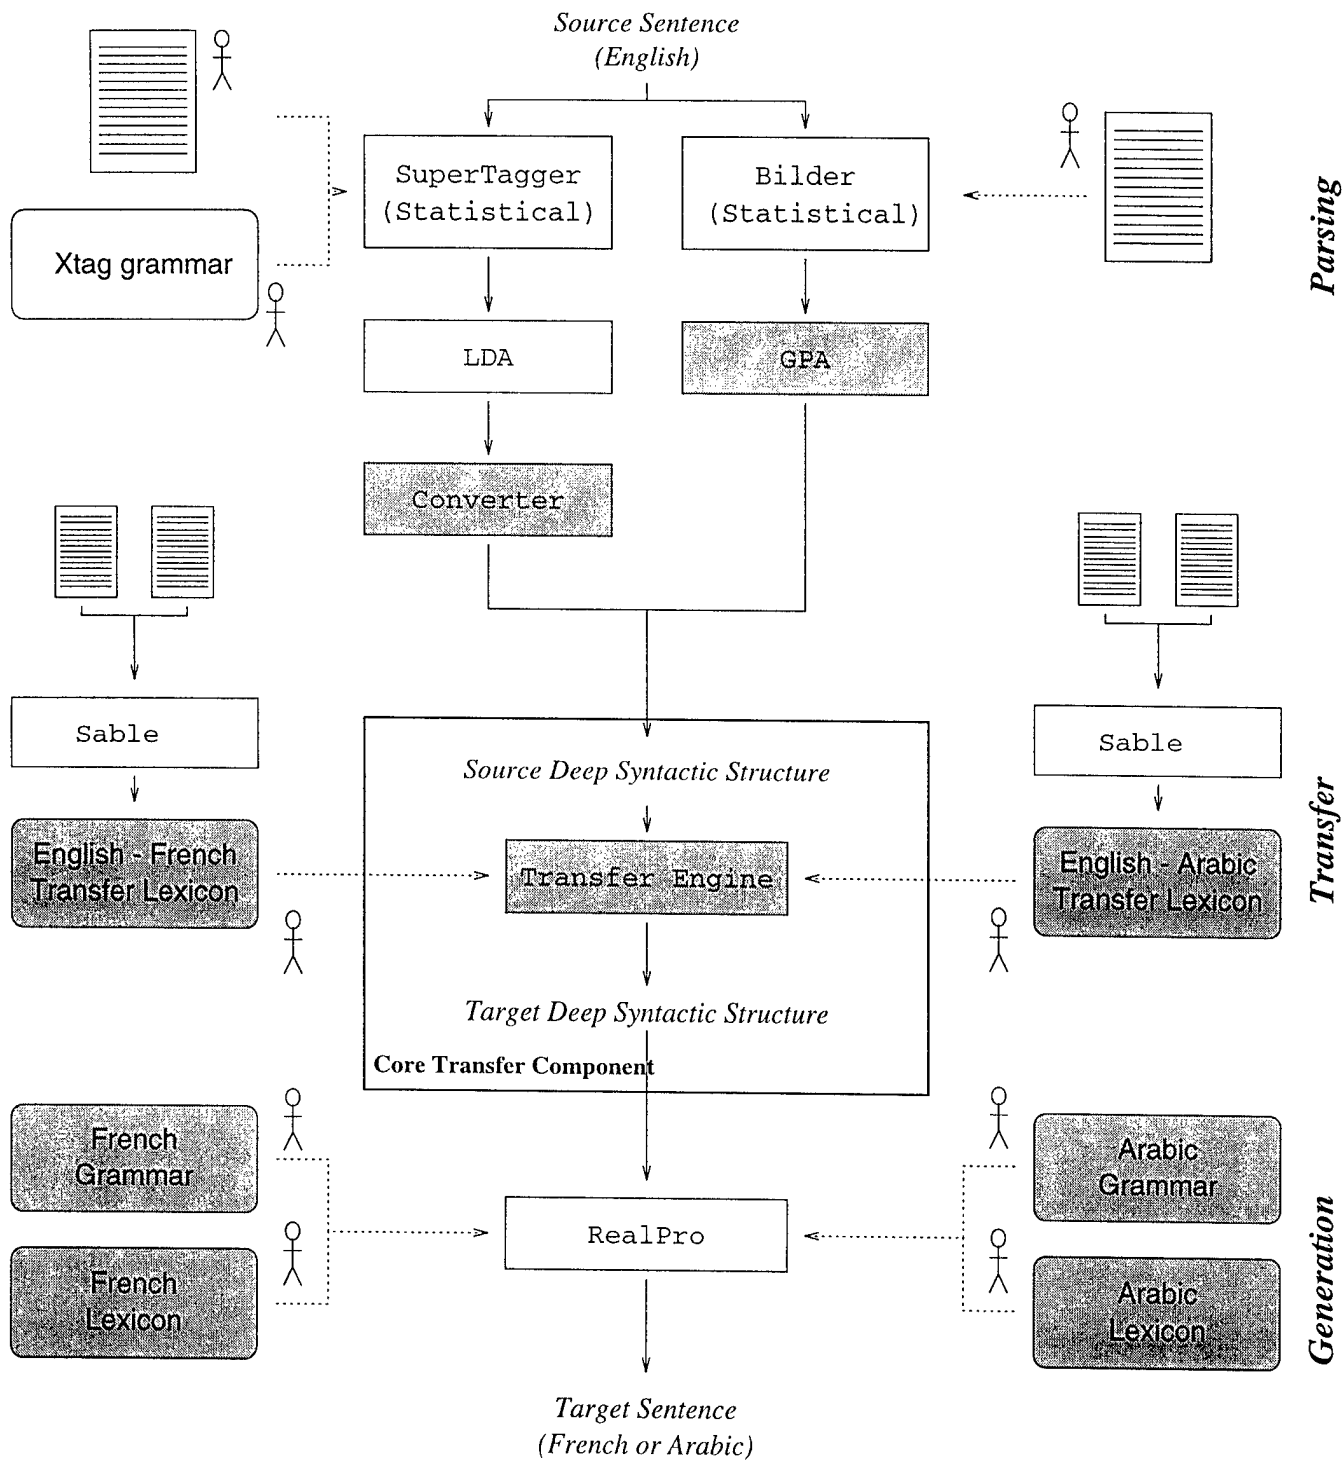 Source Sentence
(English)
SuperTagger
(Statistical)
Bilder
(Statistical)
Xtag grammar
Parsing
LDA
GPA
Converter
Sable
Sable
Source Deep Syntactic Structure
English - French
Transfer Lexicon
Transfer Engine
English - Arabic
Transfer Lexicon
Transfer
Target Deep Syntactic Structure
Core Transfer Component
French
Grammar
Arabic
Grammar
RealPro
French
Lexicon
Arabic
Lexicon
Generation
Target Sentence
(French or Arabic)